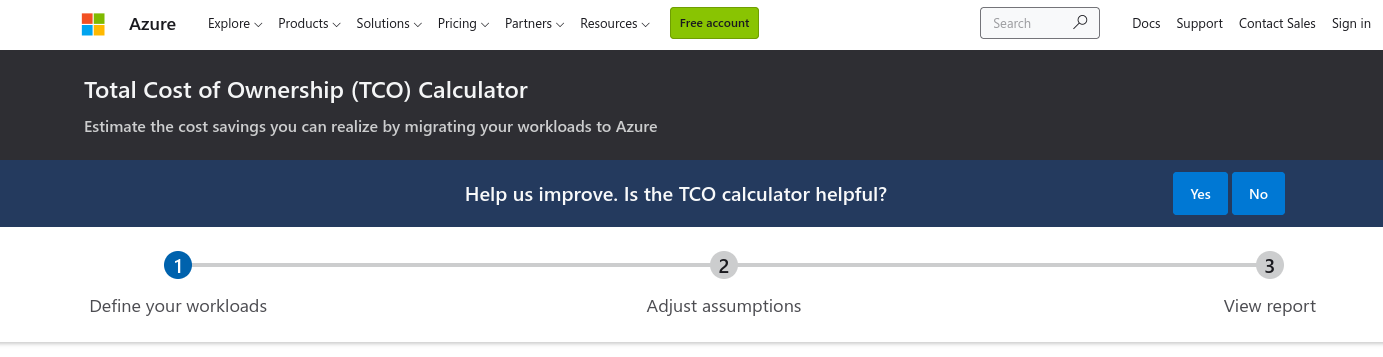 Azure Explore Products Solutions Pricing Partners Resources Free account Search Docs Support Contact Sales Sign in
Total Cost of Ownership (TCO) Calculator
Estimate the cost savings you can realize by migrating your workloads to Azure
Help us improve. Is the TCO calculator helpful? Yes No
1 2 3
Define your workloads Adjust assumptions View report